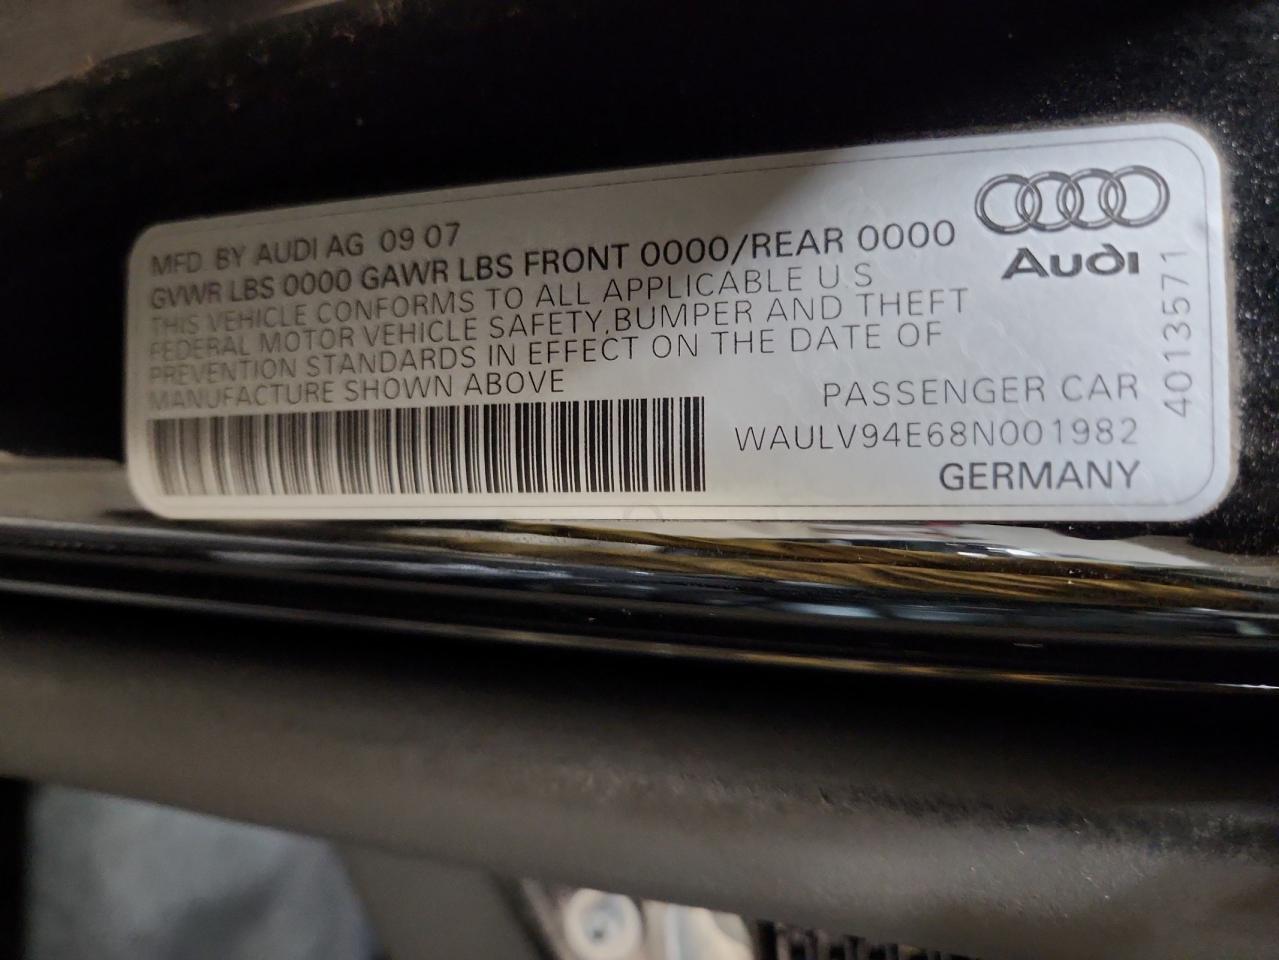 MFD. BY AUDI AG 09 07
GVWR LBS 0000 GAWR LBS FRONT 0000/REAR 0000
THIS VEHICLE CONFORMS TO ALL APPLICABLE U.S
FEDERAL MOTOR VEHICLE SAFETY,BUMPER AND THEFT
PREVENTION STANDARDS IN EFFECT ON THE DATE OF
MANUFACTURE SHOWN ABOVE
Audi
4013571
PASSENGER CAR
WAULV94E68N001982
GERMANY